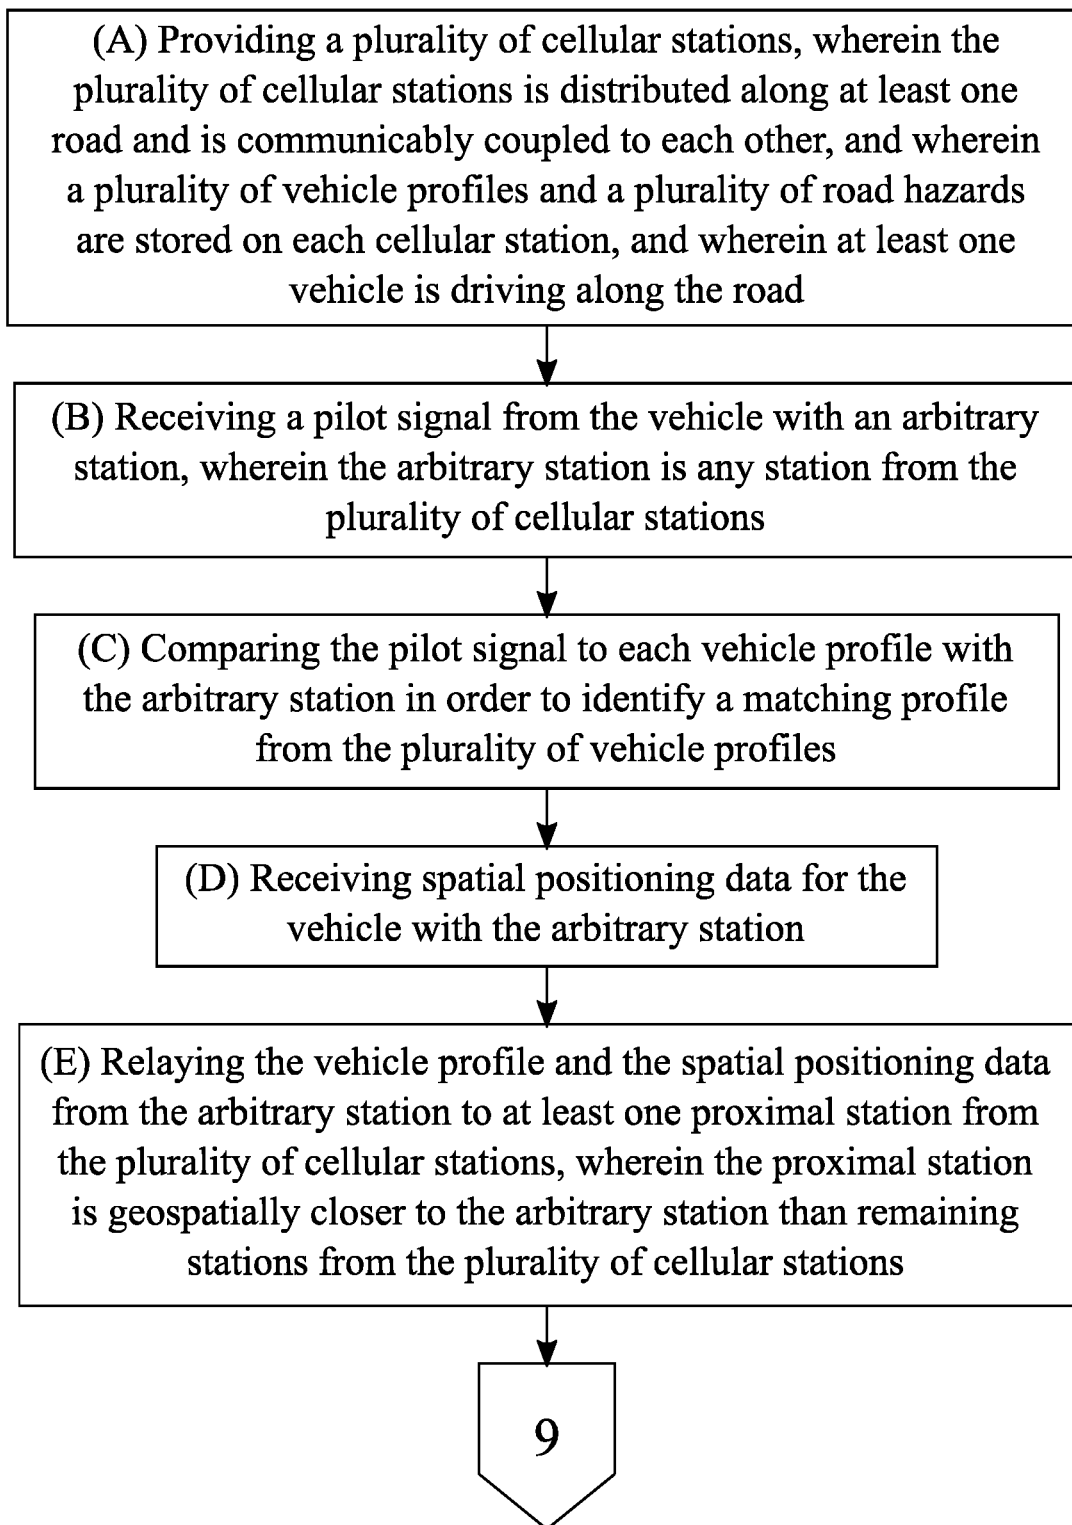 (A) Providing a plurality of cellular stations, wherein the
plurality of cellular stations is distributed along at least one
road and is communicably coupled to each other, and wherein
a plurality of vehicle profiles and a plurality of road hazards
are stored on each cellular station, and wherein at least one
vehicle is driving along the road
(B) Receiving a pilot signal from the vehicle with an arbitrary
station, wherein the arbitrary station is any station from the
plurality of cellular stations
(C) Comparing the pilot signal to each vehicle profile with
the arbitrary station in order to identify a matching profile
from the plurality of vehicle profiles
(D) Receiving spatial positioning data for the
vehicle with the arbitrary station
(E) Relaying the vehicle profile and the spatial positioning data
from the arbitrary station to at least one proximal station from
the plurality of cellular stations, wherein the proximal station
is geospatially closer to the arbitrary station than remaining
stations from the plurality of cellular stations
9